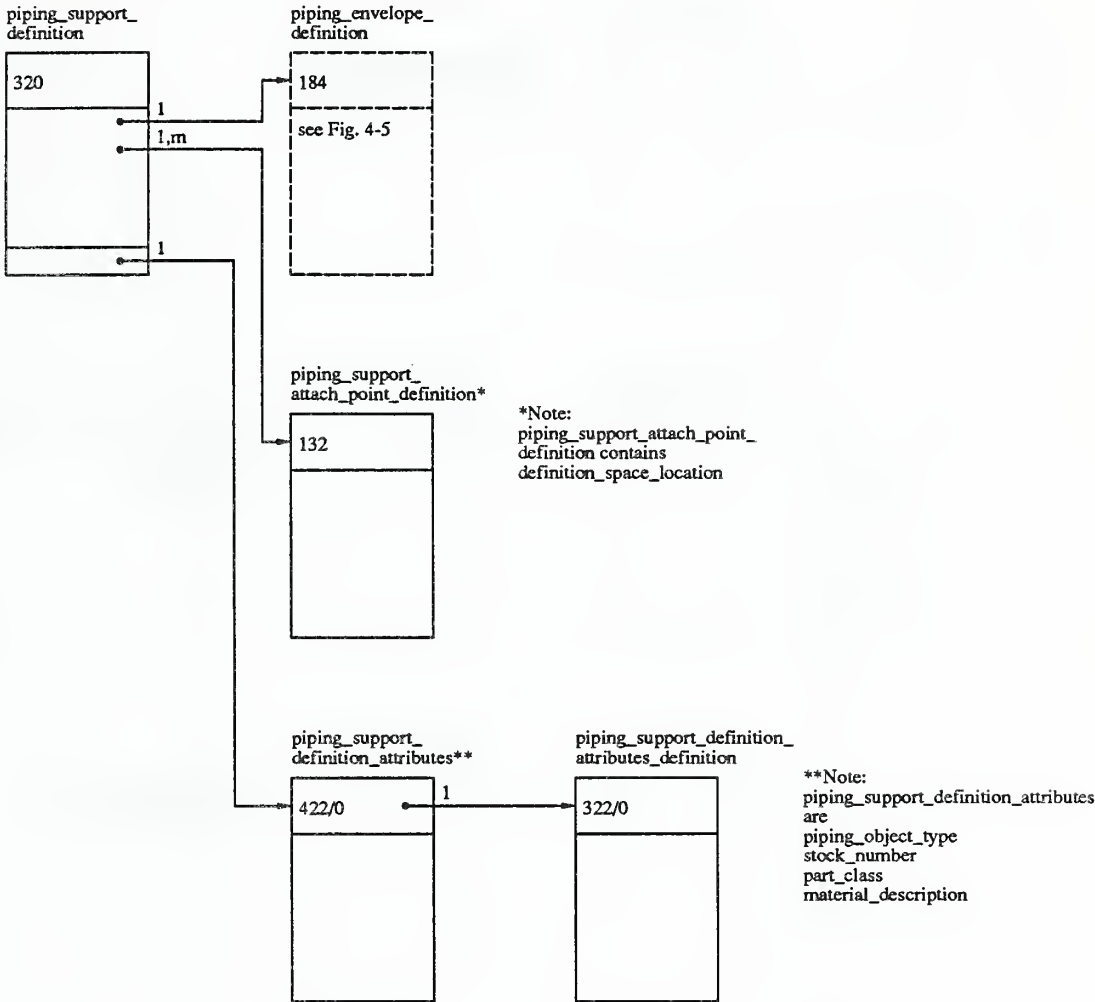 piping_support_
definition
320
1
1,m
1
piping_envelope_
definition
184
see Fig. 4-5
piping_support_
attach_point_definition*
132
*Note:
piping_support_attach_point_
definition contains
definition_space_location
piping_support_
definition_attributes**
422/0
1
piping_support_definition_
attributes_definition
322/0
**Note:
piping_support_definition_attributes
are
piping_object_type
stock_number
part_class
material_description